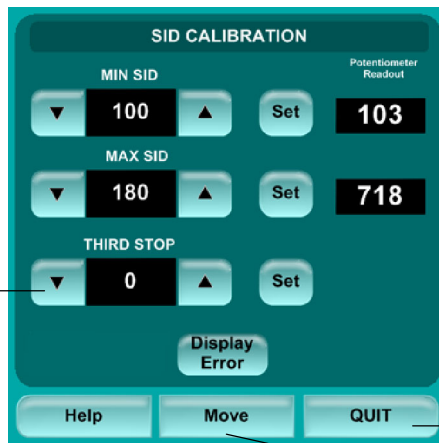 SID CALIBRATION
Potentiometer
Readout
MIN SID
▼ 100 ▲ Set 103
MAX SID
▼ 180 ▲ Set 718
THIRD STOP
▼ 0 ▲ Set
Display
Error
Help Move QUIT